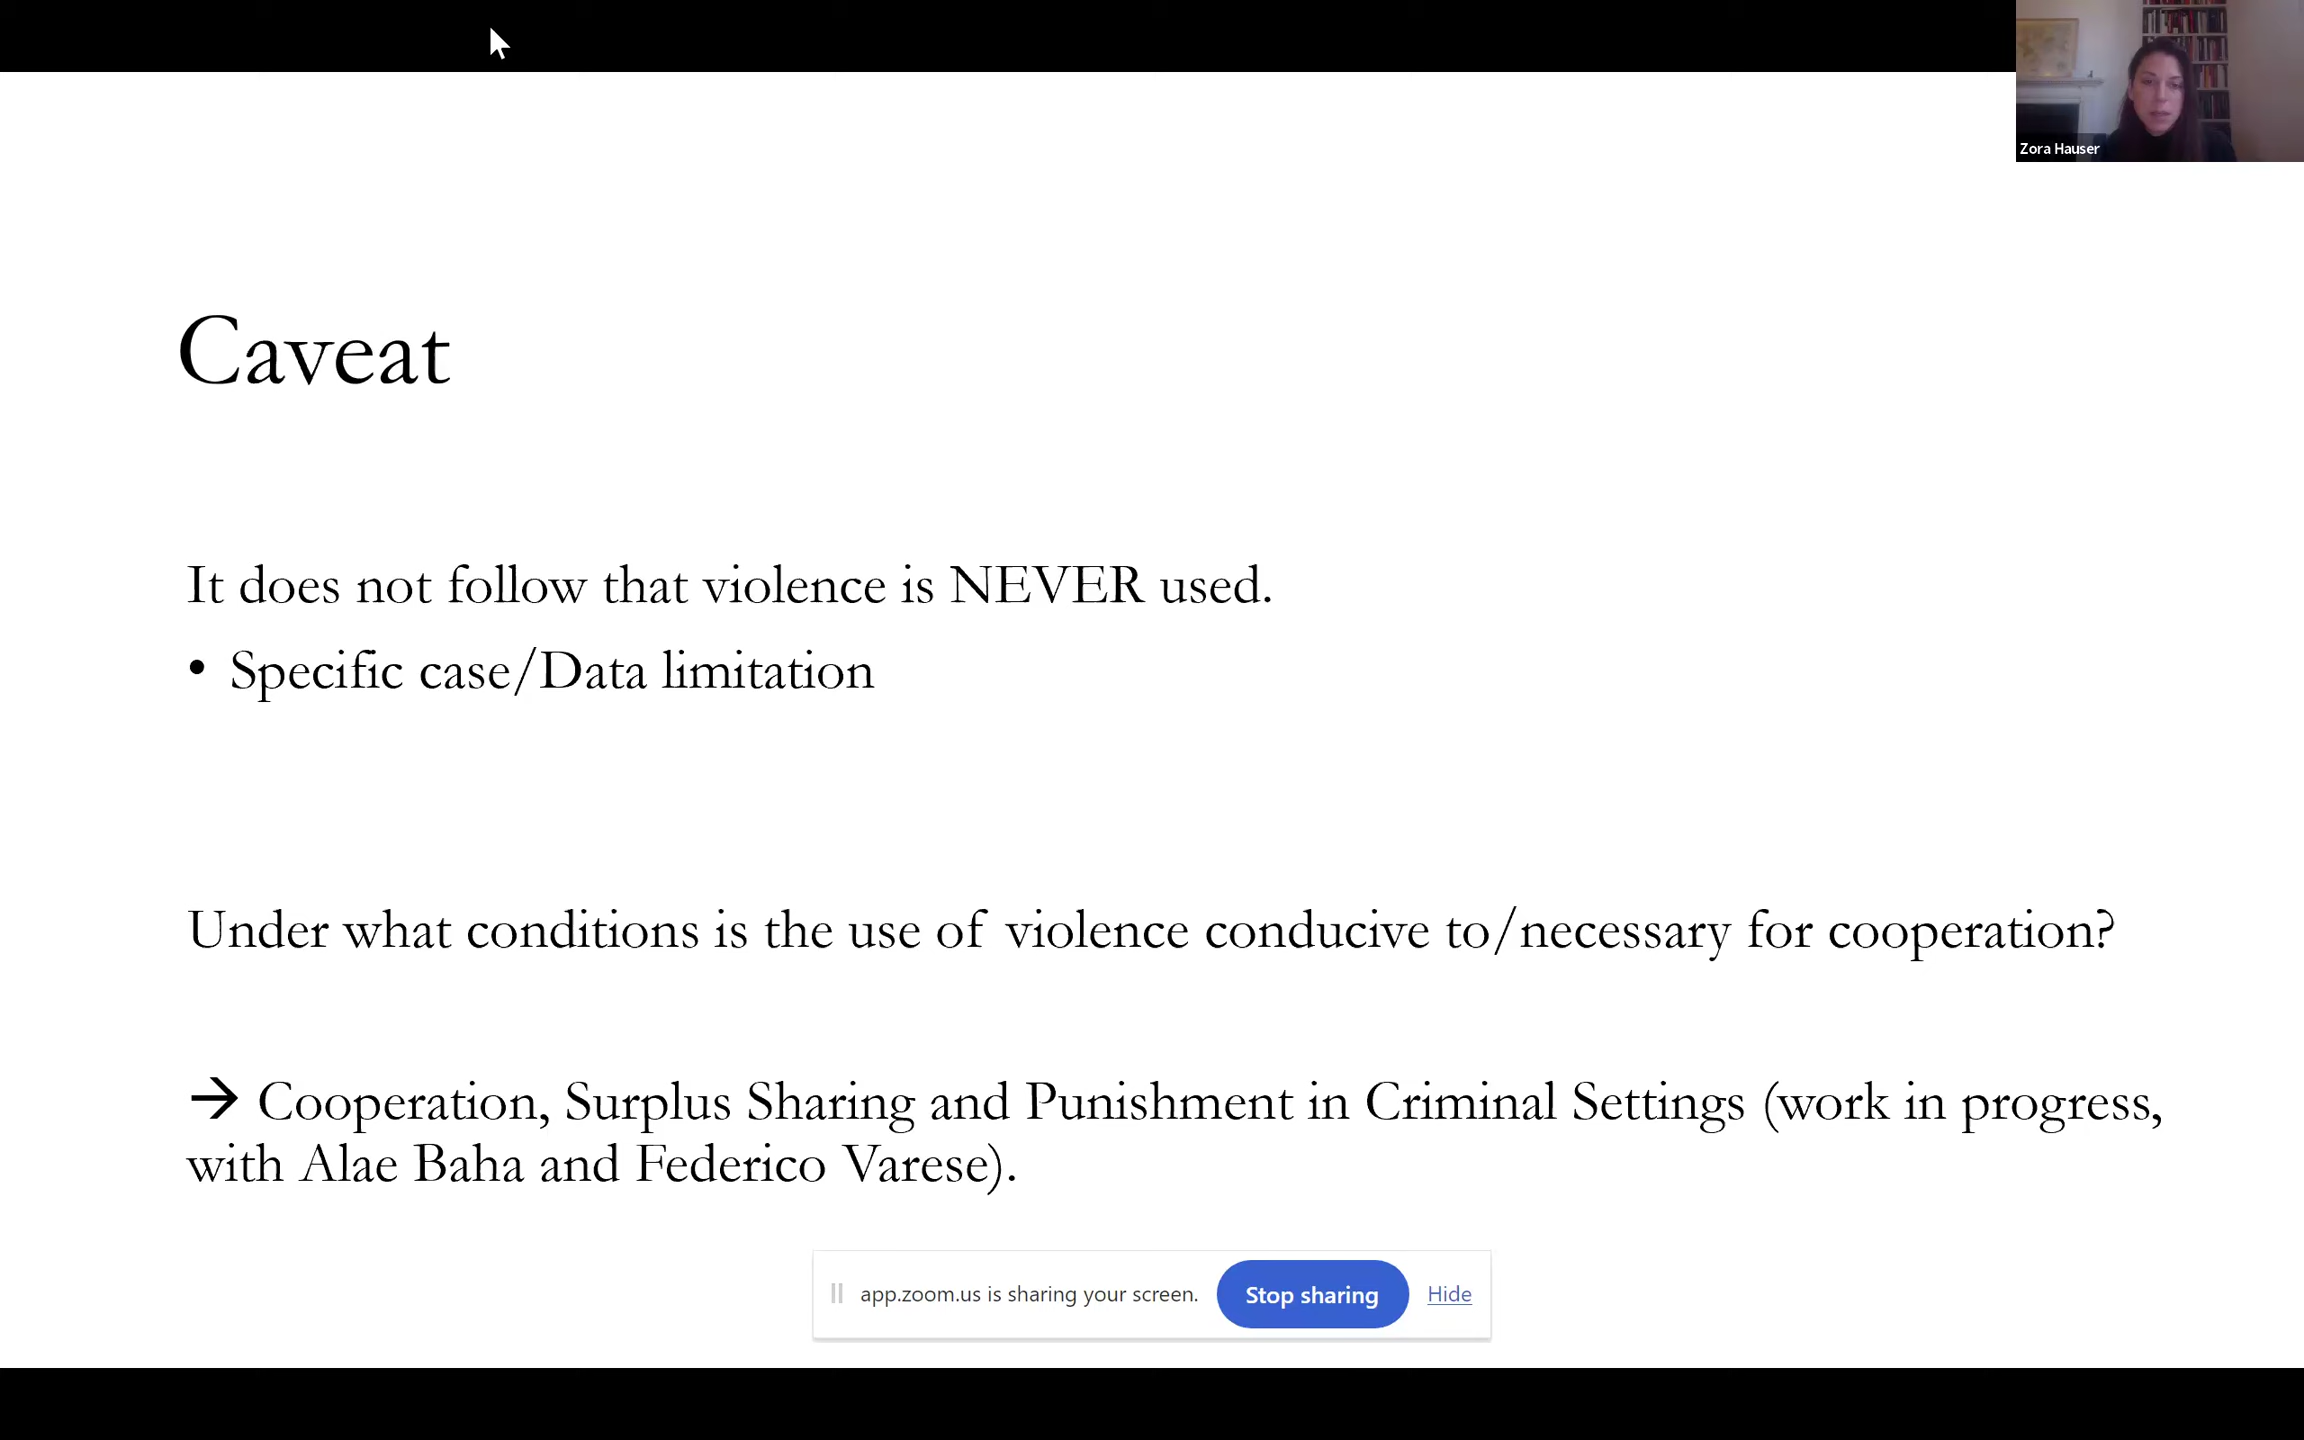 Zora Hauser
Caveat
It does not follow that violence is NEVER used.
• Specific case/Data limitation
Under what conditions is the use of violence conducive to/necessary for cooperation?
→ Cooperation, Surplus Sharing and Punishment in Criminal Settings (work in progress,
with Alae Baha and Federico Varese).
app.zoom.us is sharing your screen. Stop sharing Hide